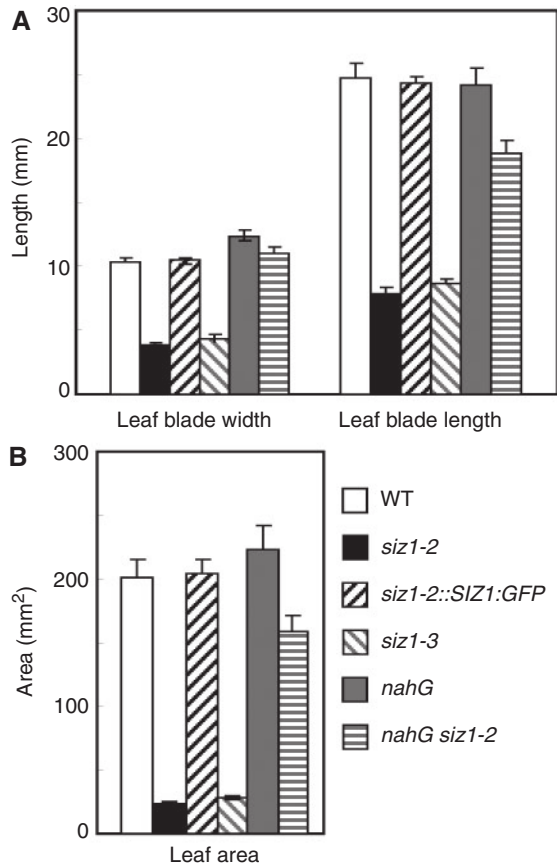 A
30
20
10
0
Length (mm)
Leaf blade width
Leaf blade length
B
300
200
100
0
Area (mm²)
Leaf area
WT
siz1-2
siz1-2::SIZ1:GFP
siz1-3
nahG
nahG siz1-2